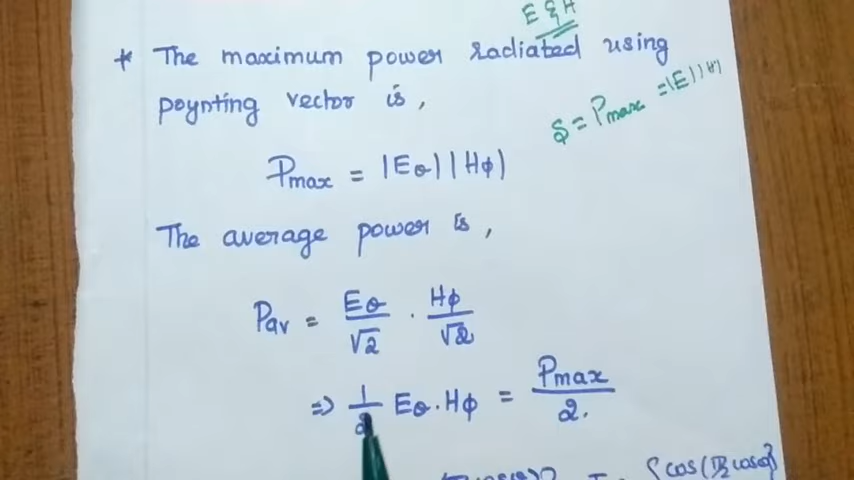 E & H
* The maximum power radiated using
poynting vector is,
S = Pmax = |E||H|
Pmax = |Eθ||Hϕ|
The average power is,
Pav = Eθ/√2 · Hϕ/√2
⇒ 1/2 Eθ·Hϕ = Pmax/2.